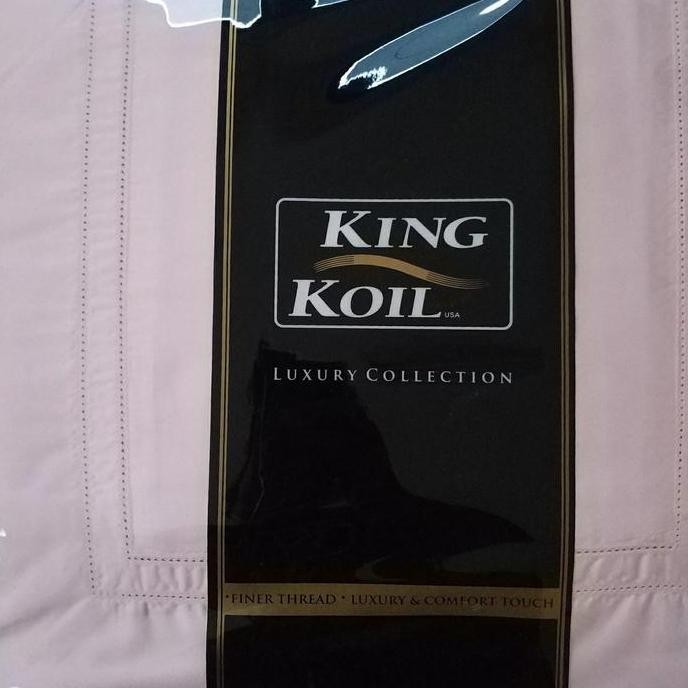 KING
KOIL USA
LUXURY COLLECTION
• FINER THREAD • LUXURY & COMFORT TOUCH